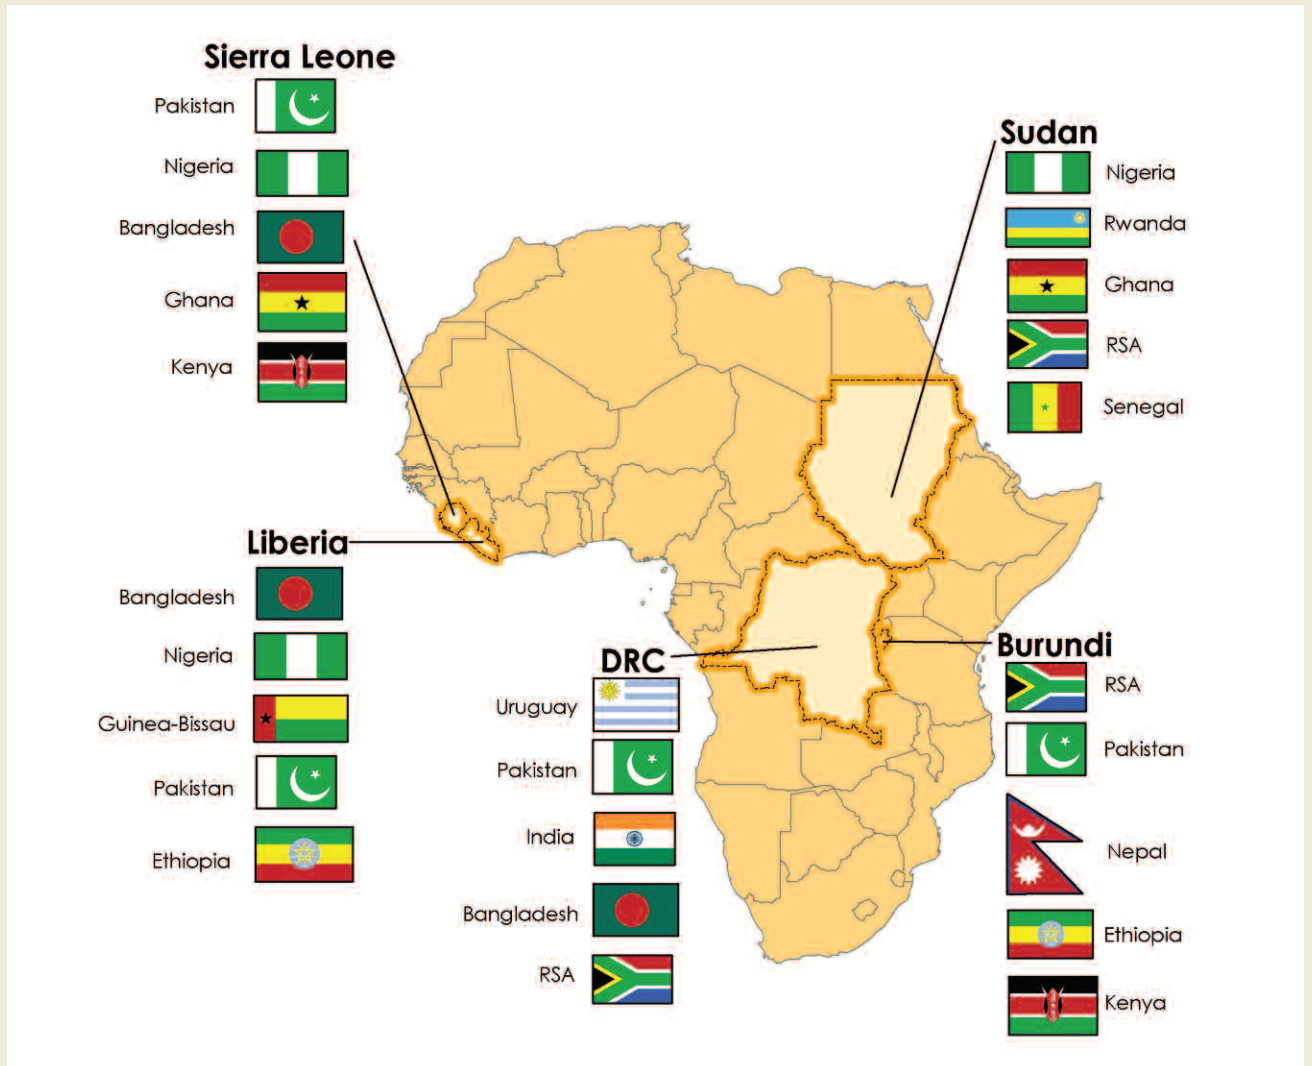 Sierra Leone
Pakistan
Nigeria
Bangladesh
Ghana
Kenya
Liberia
Bangladesh
Nigeria
Guinea-Bissau
Pakistan
Ethiopia
DRC
Uruguay
Pakistan
India
Bangladesh
RSA
Sudan
Nigeria
Rwanda
Ghana
RSA
Senegal
Burundi
RSA
Pakistan
Nepal
Ethiopia
Kenya